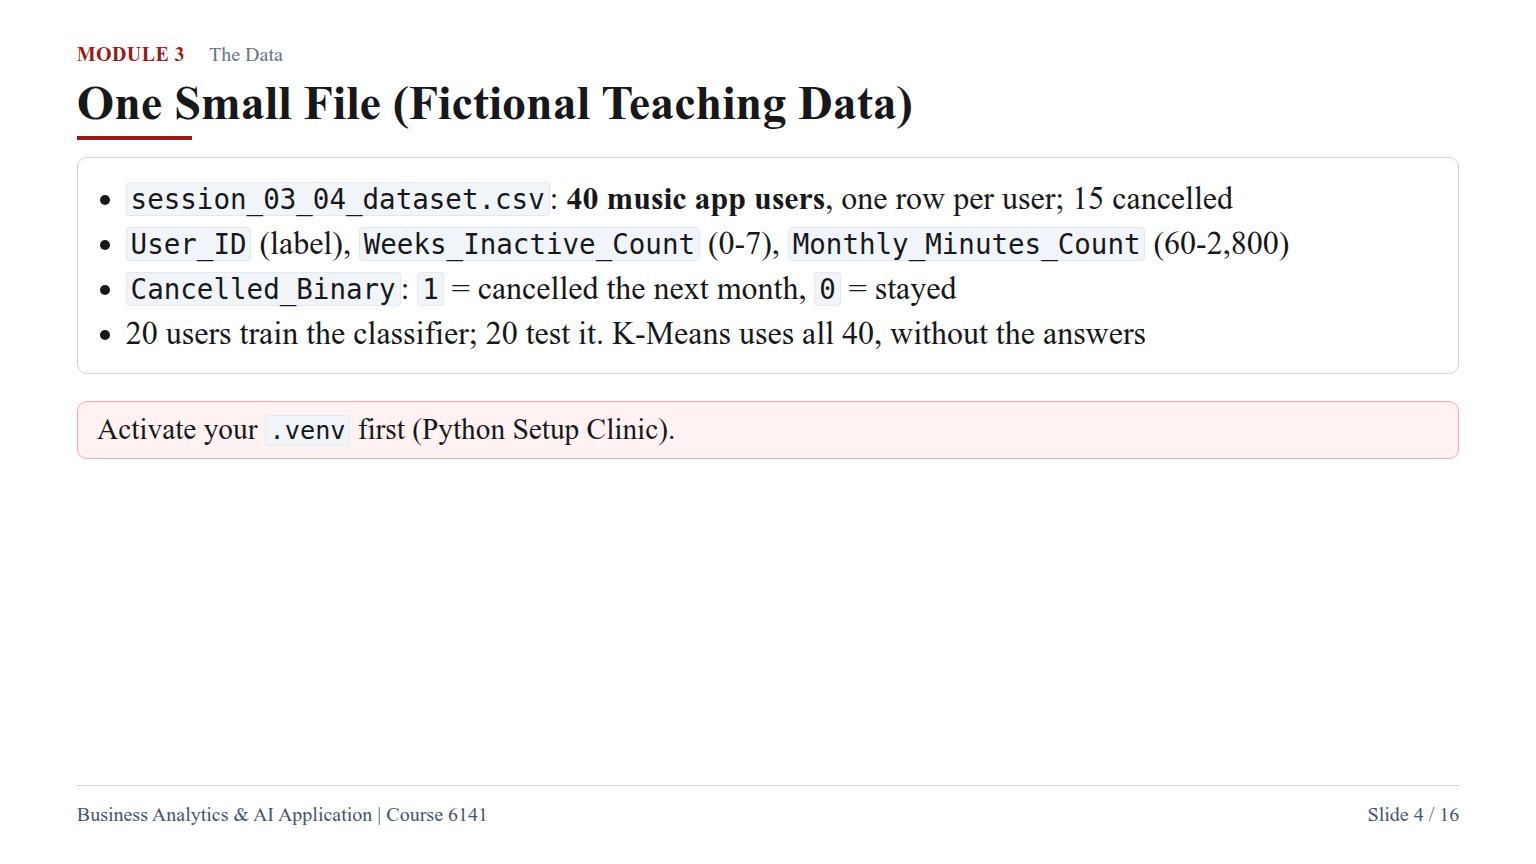 MODULE 3 The Data
One Small File (Fictional Teaching Data)
• session_03_04_dataset.csv: 40 music app users, one row per user; 15 cancelled
• User_ID (label), Weeks_Inactive_Count (0-7), Monthly_Minutes_Count (60-2,800)
• Cancelled_Binary: 1 = cancelled the next month, 0 = stayed
• 20 users train the classifier; 20 test it. K-Means uses all 40, without the answers
Activate your .venv first (Python Setup Clinic).
Business Analytics & AI Application | Course 6141
Slide 4 / 16